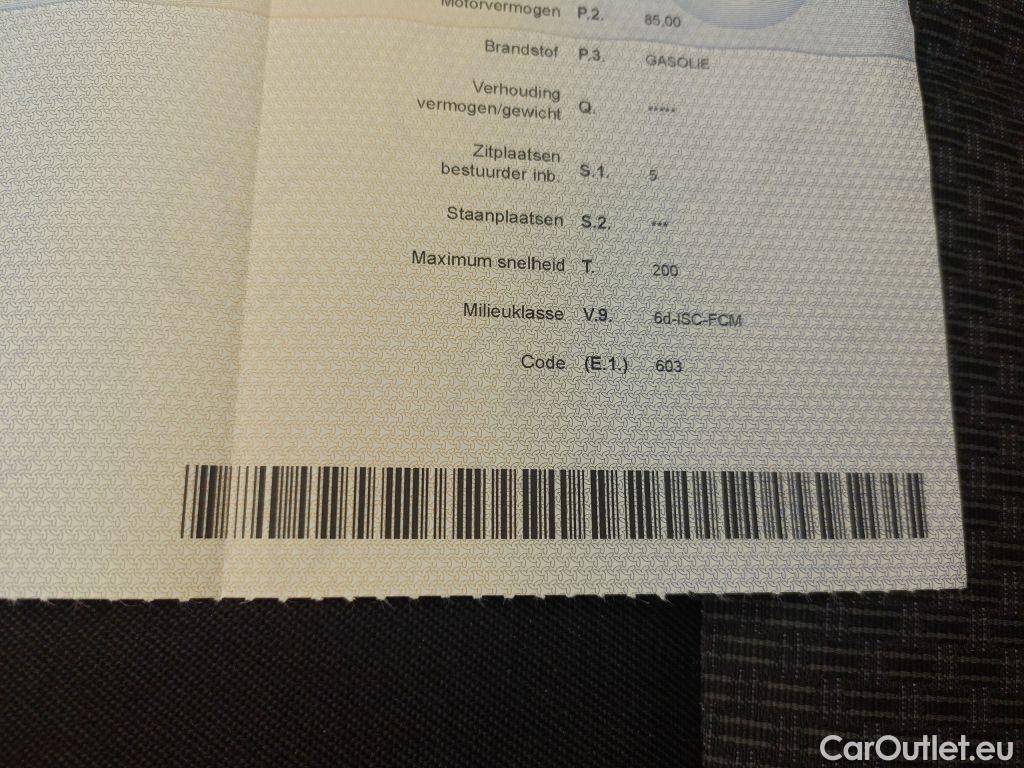 Motorvermogen P.2. 85,00
Brandstof P.3. GASOLIE
Verhouding
vermogen/gewicht Q. *****
Zitplaatsen
bestuurder inb. S.1. 5
Staanplaatsen S.2. ***
Maximum snelheid T. 200
Milieuklasse V.9. 6d-ISC-FCM
Code (E.1.) 603
CarOutlet.eu